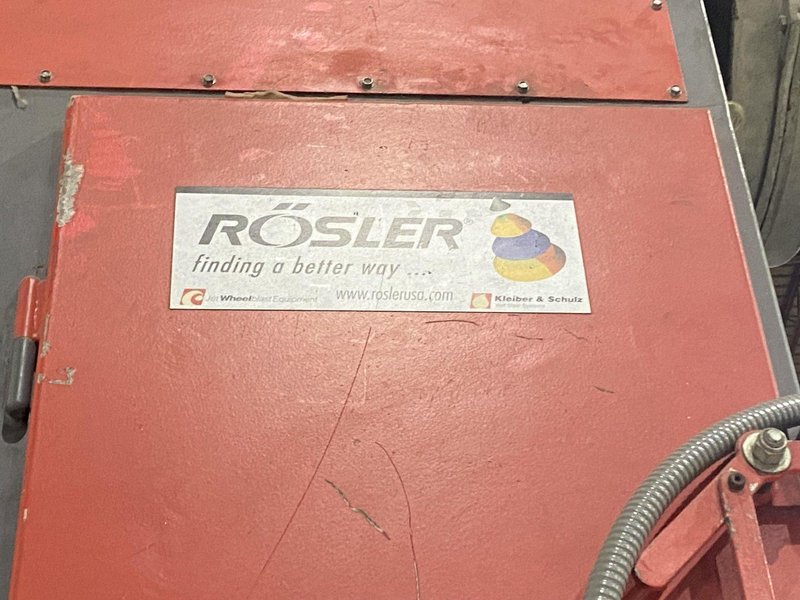 RÖSLER®
finding a better way ....
Jet Wheelblast Equipment www.roslerusa.com Kleiber & Schulz